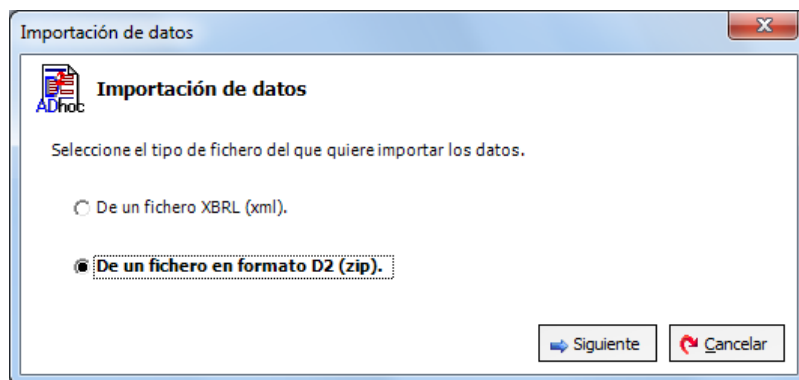 Importación de datos
X
ADhoc
Importación de datos
Seleccione el tipo de fichero del que quiere importar los datos.
De un fichero XBRL (xml).
De un fichero en formato D2 (zip).
Siguiente
Cancelar